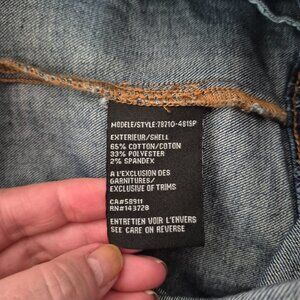 MODELE/STYLE:78710-4819P
EXTERIEUR/SHELL
65% COTTON/COTON
33% POLYESTER
2% SPANDEX
A L'EXCLUSION DES
GARNITURES/
EXCLUSIVE OF TRIMS
CA#58911
RN#143728
ENTRETIEN VOIR L'ENVERS
SEE CARE ON REVERSE